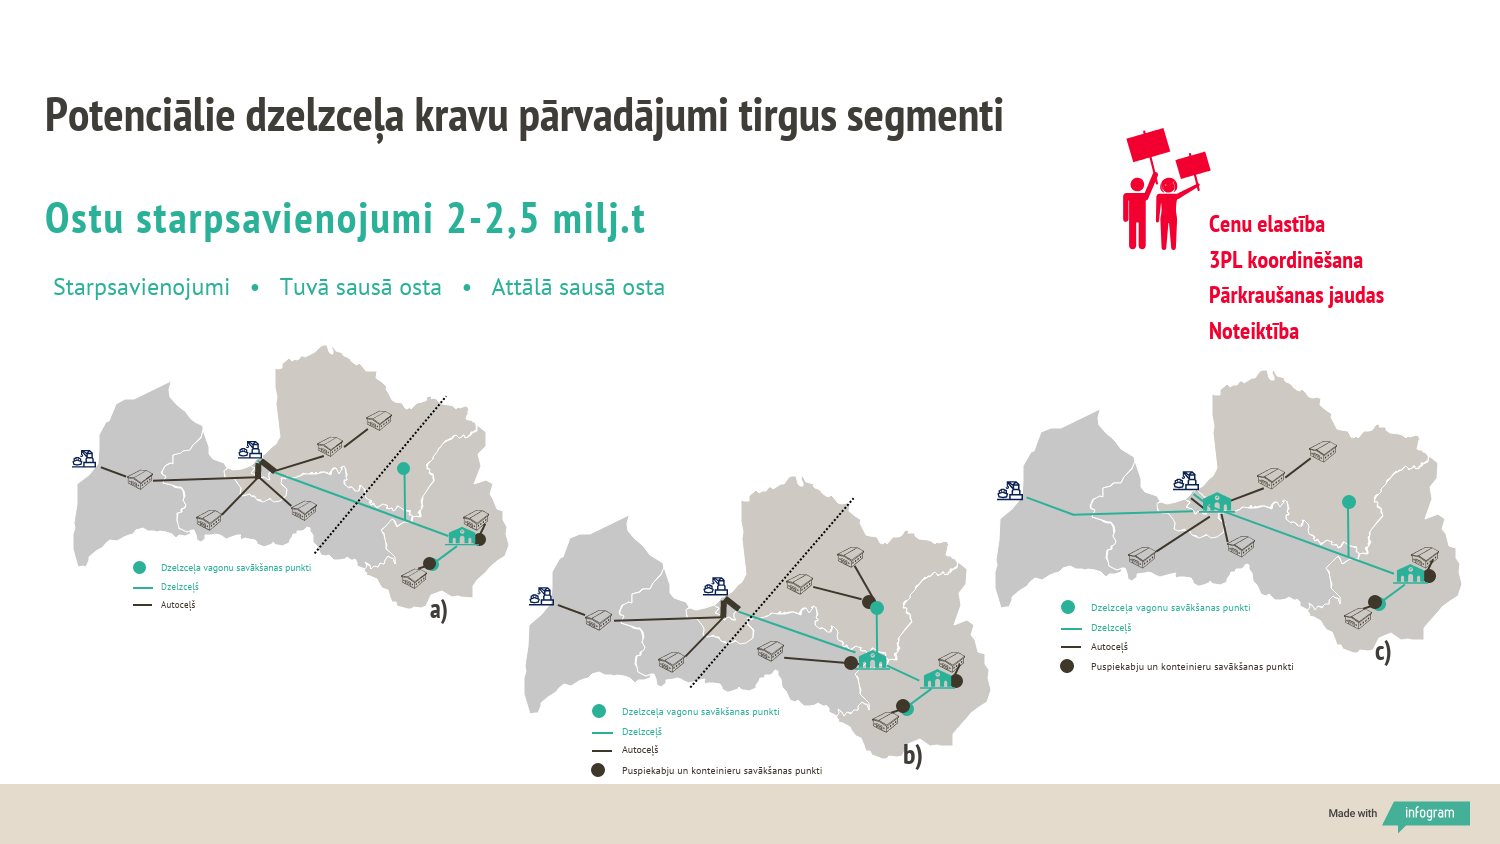 Potenciālie dzelzceļa kravu pārvadājumi tirgus segmenti
Ostu starpsavienojumi 2-2,5 milj.t
Starpsavienojumi • Tuvā sausā osta • Attālā sausā osta
Cenu elastība
3PL koordinēšana
Pārkraušanas jaudas
Noteiktība
Dzelzceļa vagonu savākšanas punkti
Dzelzceļš
Autoceļš
a)
Dzelzceļa vagonu savākšanas punkti
Dzelzceļš
Autoceļš
Puspiekabju un konteinieru savākšanas punkti
b)
Dzelzceļa vagonu savākšanas punkti
Dzelzceļš
Autoceļš
Puspiekabju un konteinieru savākšanas punkti
c)
Made with infogram